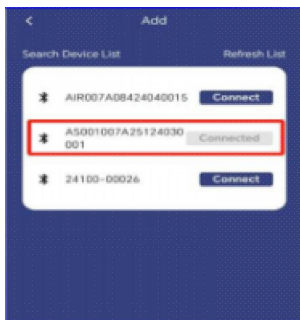 Add
Search Device List Refresh List
AIR007A08424040015 Connect
AS001007A25124030
001 Connected
24100-00026 Connect